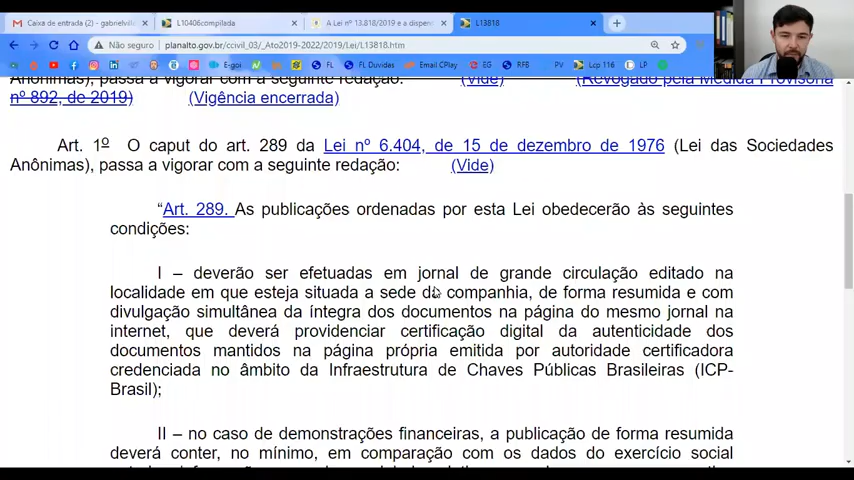 Caixa de entrada (2) - gabrielvil
L10406compilada
A Lei nº 13.818/2019 e a dispen
L13818
Não seguro | planalto.gov.br/ccivil_03/_Ato2019-2022/2019/Lei/L13818.htm
E-goi
FL
FL Duvidas
Email CPlay
EG
RFB
PV
Lcp 116
LP
Anônimas), passa a vigorar com a seguinte redação: (Vide) (Revogado pela Medida Provisória
nº 892, de 2019) (Vigência encerrada)
Art. 1º O caput do art. 289 da Lei nº 6.404, de 15 de dezembro de 1976 (Lei das Sociedades
Anônimas), passa a vigorar com a seguinte redação: (Vide)
“Art. 289. As publicações ordenadas por esta Lei obedecerão às seguintes
condições:
I – deverão ser efetuadas em jornal de grande circulação editado na
localidade em que esteja situada a sede da companhia, de forma resumida e com
divulgação simultânea da íntegra dos documentos na página do mesmo jornal na
internet, que deverá providenciar certificação digital da autenticidade dos
documentos mantidos na página própria emitida por autoridade certificadora
credenciada no âmbito da Infraestrutura de Chaves Públicas Brasileiras (ICP-
Brasil);
II – no caso de demonstrações financeiras, a publicação de forma resumida
deverá conter, no mínimo, em comparação com os dados do exercício social